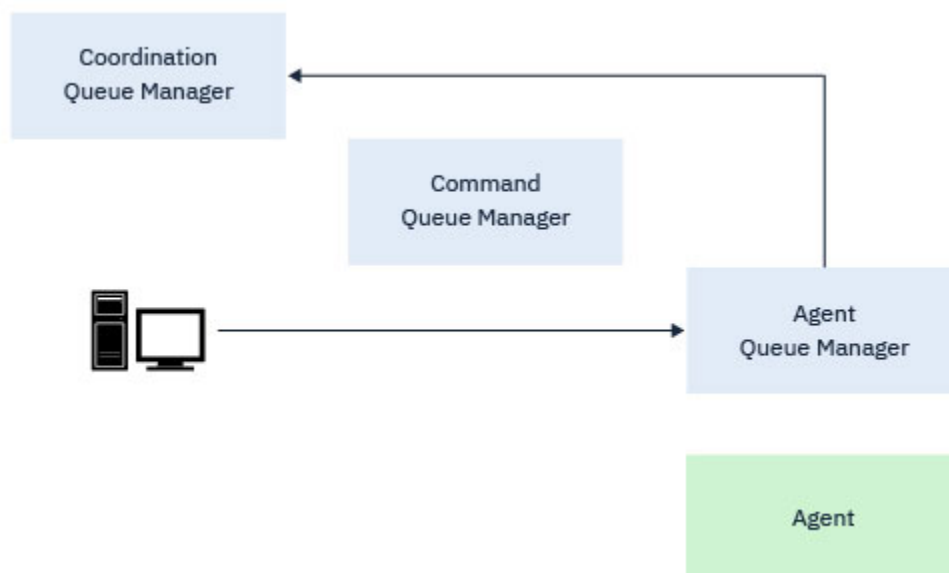 Coordination
Queue Manager
Command
Queue Manager
Agent
Queue Manager
Agent